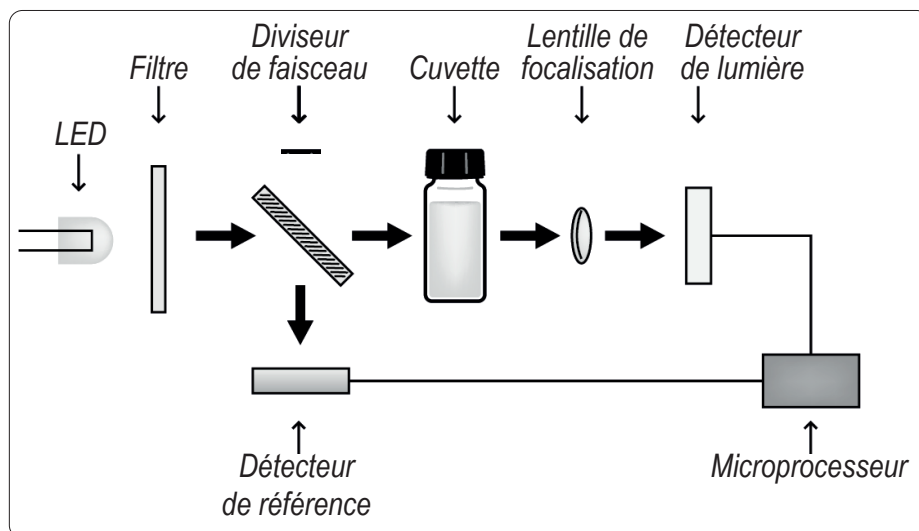 LED
Filtre
Diviseur
de faisceau
Cuvette
Lentille de
focalisation
Détecteur
de lumière
Détecteur
de référence
Microprocesseur